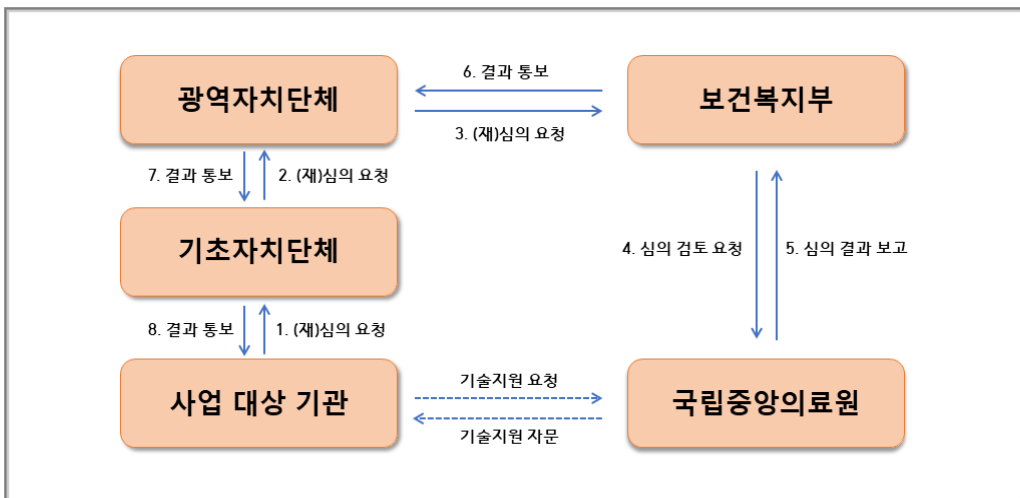 6. 결과 통보
광역자치단체
보건복지부
3. (재)심의 요청
7. 결과 통보
2. (재)심의 요청
기초자치단체
4. 심의 검토 요청
5. 심의 결과 보고
8. 결과 통보
1. (재)심의 요청
기술지원 요청
사업 대상 기관
국립중앙의료원
기술지원 자문